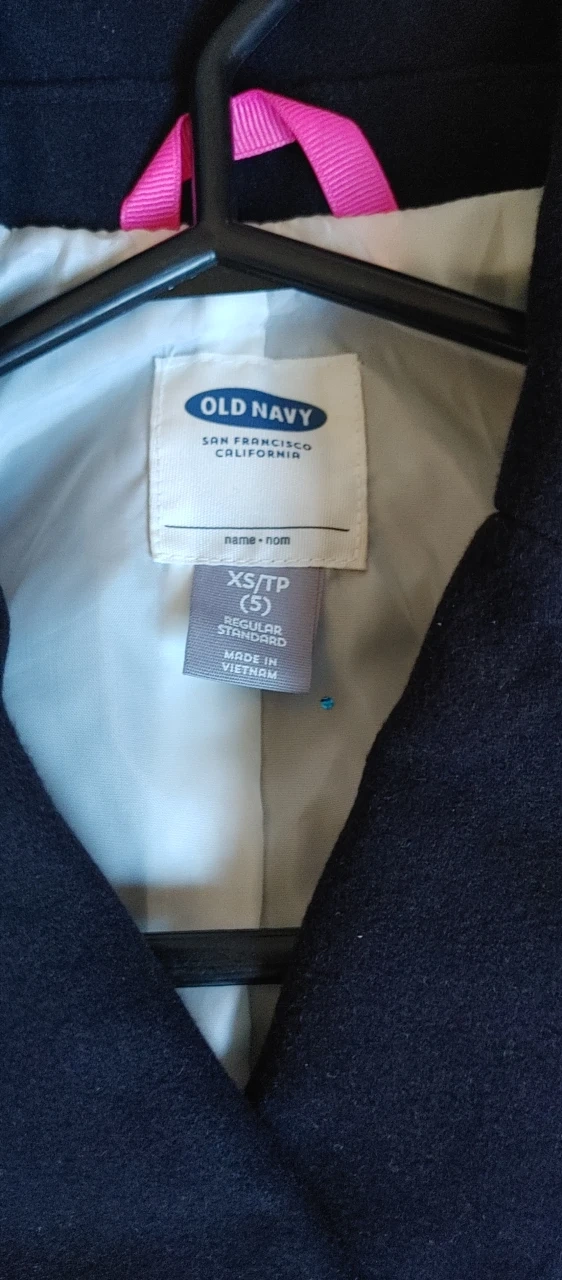 OLD NAVY
SAN FRANCISCO
CALIFORNIA
name • nom
XS/TP
(5)
REGULAR
STANDARD
MADE IN
VIETNAM